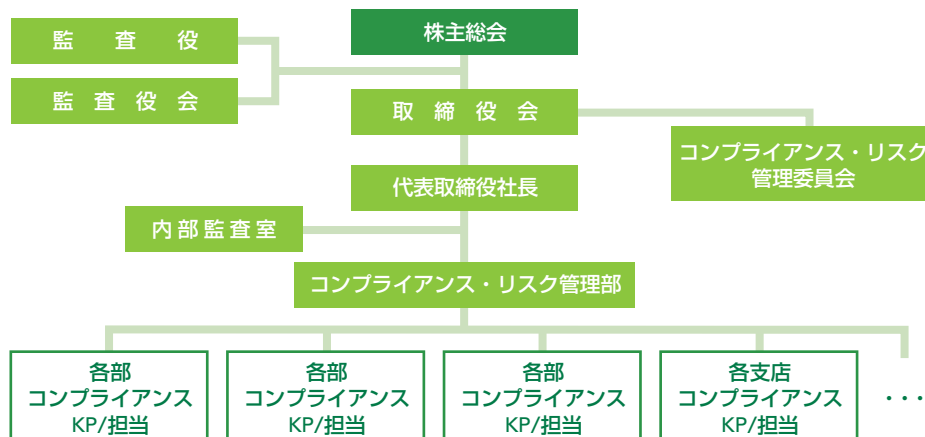 株主総会
監査役
監査役会
取締役会
コンプライアンス・リスク
管理委員会
代表取締役社長
内部監査室
コンプライアンス・リスク管理部
各部
コンプライアンス
KP/担当
各部
コンプライアンス
KP/担当
各部
コンプライアンス
KP/担当
各支店
コンプライアンス
KP/担当
・・・